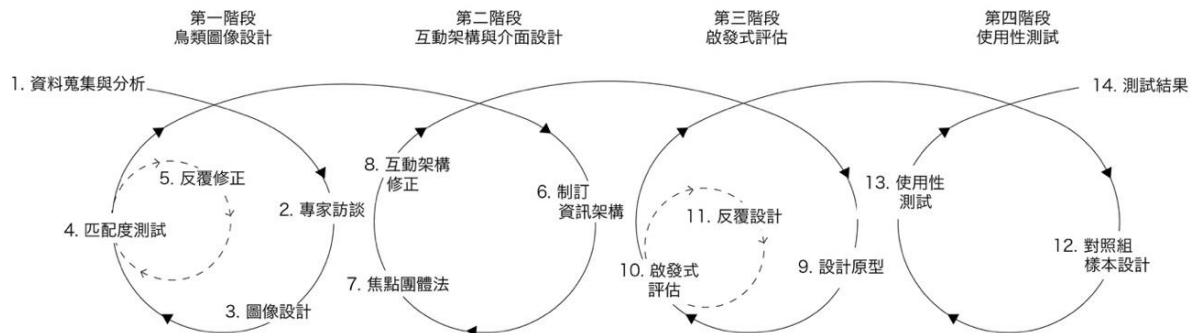 第一階段
鳥類圖像設計
第二階段
互動架構與介面設計
第三階段
啟發式評估
第四階段
使用性測試
1. 資料蒐集與分析
2. 專家訪談
3. 圖像設計
4. 匹配度測試
5. 反覆修正
6. 制訂
資訊架構
7. 焦點團體法
8. 互動架構
修正
9. 設計原型
10. 啟發式
評估
11. 反覆設計
12. 對照組
樣本設計
13. 使用性
測試
14. 測試結果